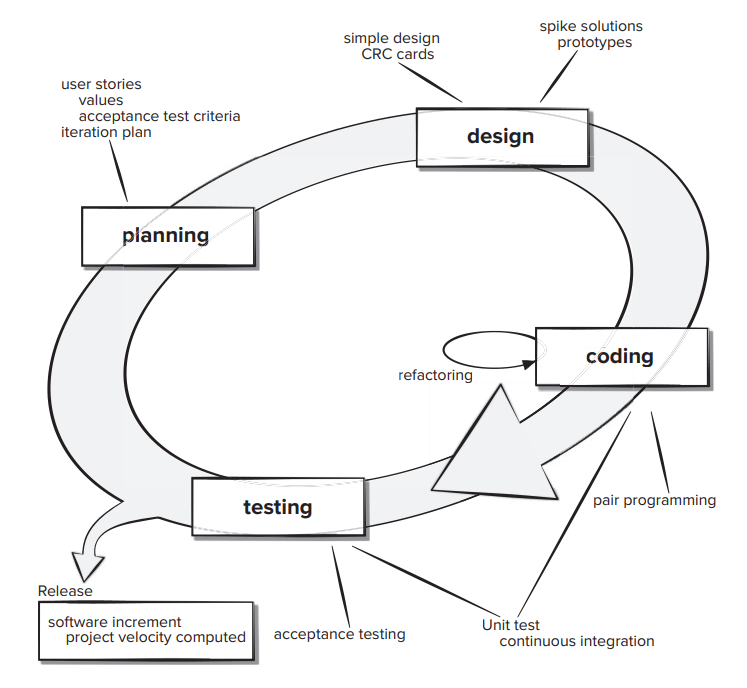 spike solutions
prototypes
simple design
CRC cards
user stories
values
acceptance test criteria
iteration plan
design
planning
coding
refactoring
testing
pair programming
Release
software increment
project velocity computed
acceptance testing
Unit test
continuous integration